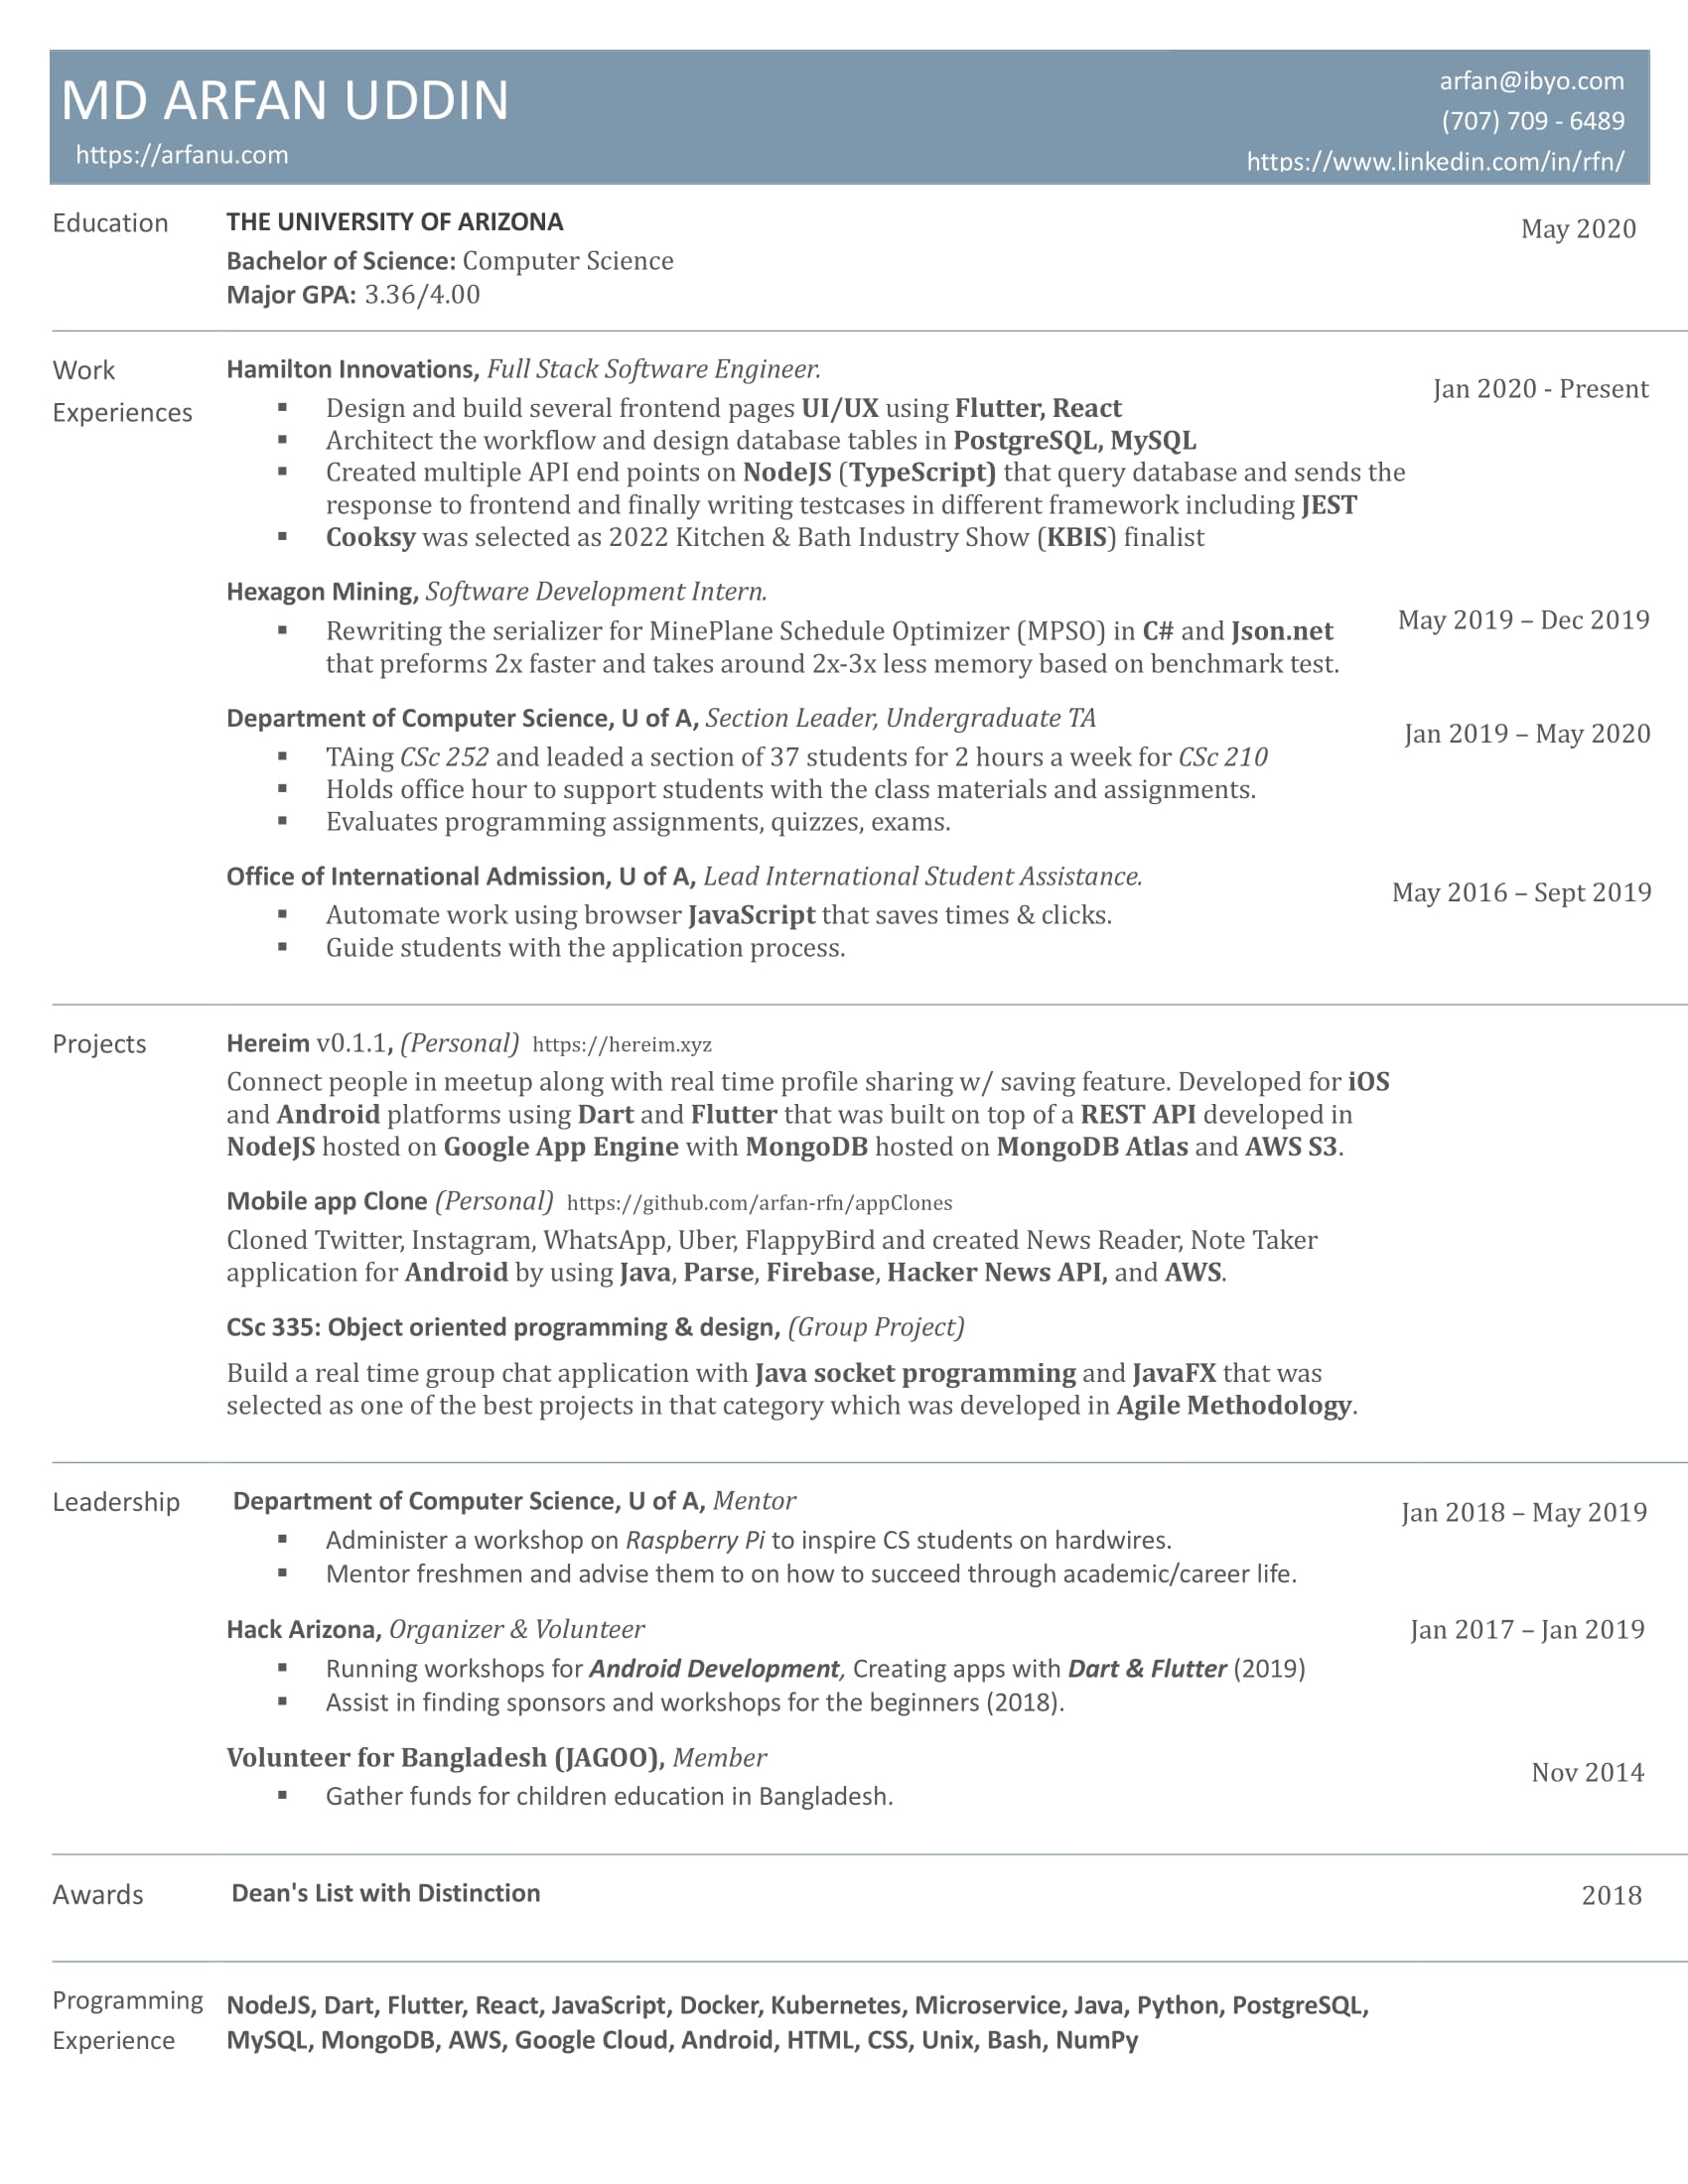 MD ARFAN UDDIN
https://arfanu.com
arfan@ibyo.com
(707) 709 - 6489
https://www.linkedin.com/in/rfn/
Education
THE UNIVERSITY OF ARIZONA
May 2020
Bachelor of Science: Computer Science
Major GPA: 3.36/4.00
Work
Experiences
Hamilton Innovations, Full Stack Software Engineer.
Jan 2020 - Present
▪ Design and build several frontend pages UI/UX using Flutter, React
▪ Architect the workflow and design database tables in PostgreSQL, MySQL
▪ Created multiple API end points on NodeJS (TypeScript) that query database and sends the
response to frontend and finally writing testcases in different framework including JEST
▪ Cooksy was selected as 2022 Kitchen & Bath Industry Show (KBIS) finalist
Hexagon Mining, Software Development Intern.
May 2019 – Dec 2019
▪ Rewriting the serializer for MinePlane Schedule Optimizer (MPSO) in C# and Json.net
that preforms 2x faster and takes around 2x-3x less memory based on benchmark test.
Department of Computer Science, U of A, Section Leader, Undergraduate TA
Jan 2019 – May 2020
▪ TAing CSc 252 and leaded a section of 37 students for 2 hours a week for CSc 210
▪ Holds office hour to support students with the class materials and assignments.
▪ Evaluates programming assignments, quizzes, exams.
Office of International Admission, U of A, Lead International Student Assistance.
May 2016 – Sept 2019
▪ Automate work using browser JavaScript that saves times & clicks.
▪ Guide students with the application process.
Projects
Hereim v0.1.1, (Personal) https://hereim.xyz
Connect people in meetup along with real time profile sharing w/ saving feature. Developed for iOS
and Android platforms using Dart and Flutter that was built on top of a REST API developed in
NodeJS hosted on Google App Engine with MongoDB hosted on MongoDB Atlas and AWS S3.
Mobile app Clone (Personal) https://github.com/arfan-rfn/appClones
Cloned Twitter, Instagram, WhatsApp, Uber, FlappyBird and created News Reader, Note Taker
application for Android by using Java, Parse, Firebase, Hacker News API, and AWS.
CSc 335: Object oriented programming & design, (Group Project)
Build a real time group chat application with Java socket programming and JavaFX that was
selected as one of the best projects in that category which was developed in Agile Methodology.
Leadership
Department of Computer Science, U of A, Mentor
Jan 2018 – May 2019
▪ Administer a workshop on Raspberry Pi to inspire CS students on hardwires.
▪ Mentor freshmen and advise them to on how to succeed through academic/career life.
Hack Arizona, Organizer & Volunteer
Jan 2017 – Jan 2019
▪ Running workshops for Android Development, Creating apps with Dart & Flutter (2019)
▪ Assist in finding sponsors and workshops for the beginners (2018).
Volunteer for Bangladesh (JAGOO), Member
Nov 2014
▪ Gather funds for children education in Bangladesh.
Awards
Dean's List with Distinction
2018
Programming
Experience
NodeJS, Dart, Flutter, React, JavaScript, Docker, Kubernetes, Microservice, Java, Python, PostgreSQL,
MySQL, MongoDB, AWS, Google Cloud, Android, HTML, CSS, Unix, Bash, NumPy